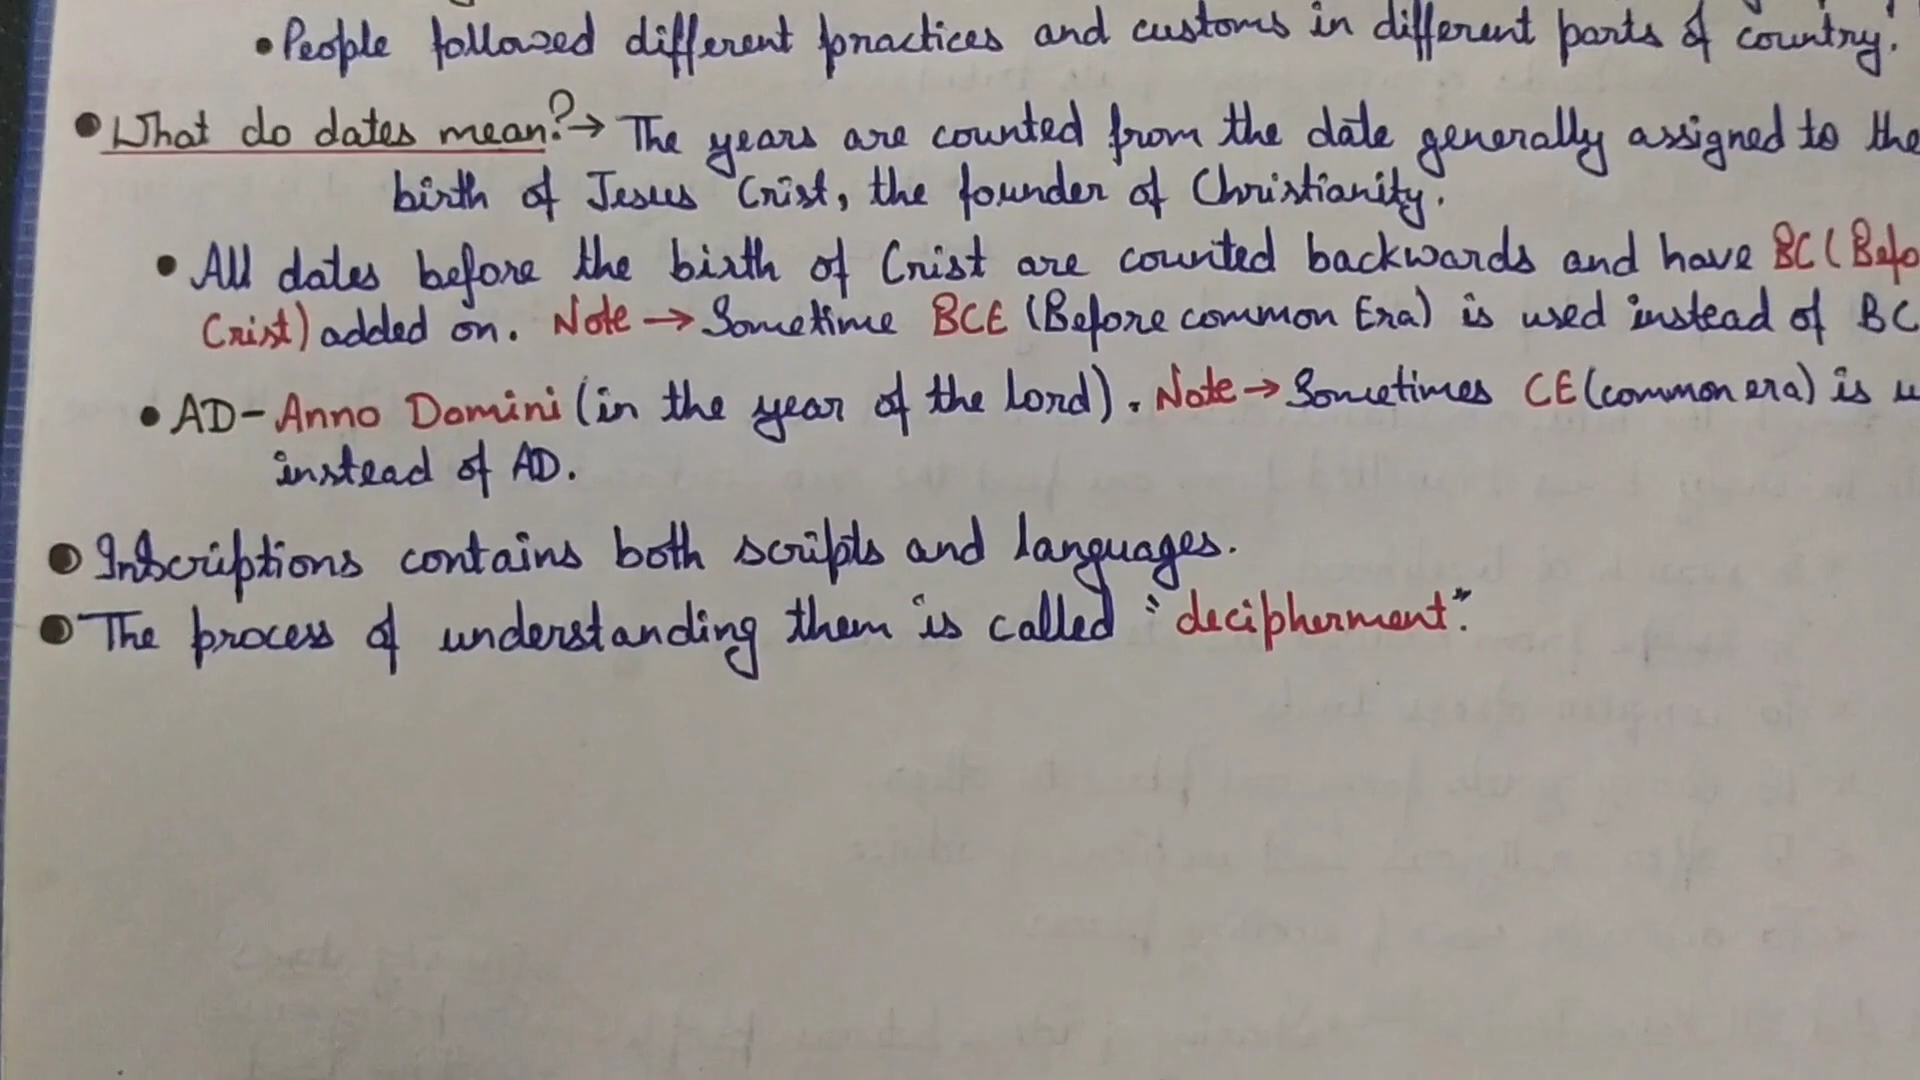 •People followed different practices and customs in different parts of country.
•What do dates mean?→ The years are counted from the date generally assigned to the
birth of Jesus Crist, the founder of Christianity.
• All dates before the birth of Crist are counted backwards and have BC (Befo
Crist) added on. Note → Sometime BCE (Before common Era) is used instead of BC
• AD- Anno Domini (in the year of the lord). Note → Sometimes CE (common era) is u
instead of AD.
• Inscriptions contains both scripts and languages.
• The process of understanding them is called "decipherment".